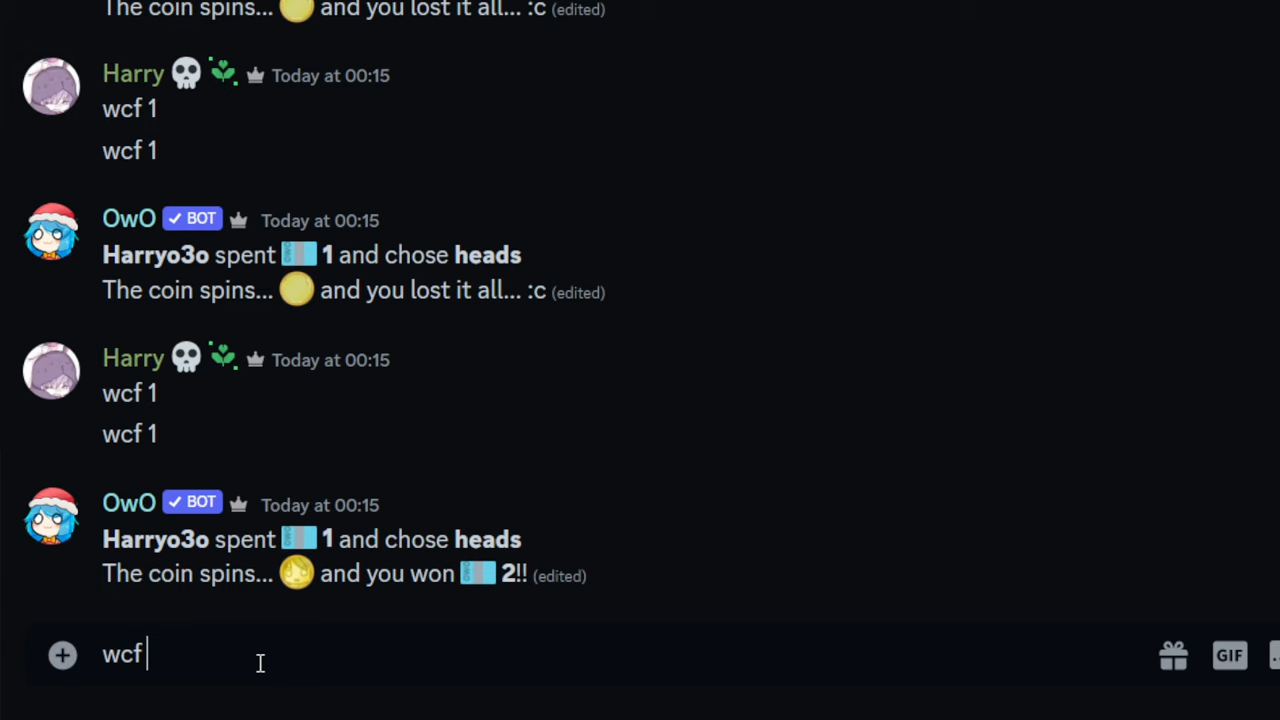 The coin spins... and you lost it all... :c (edited)
Harry Today at 00:15
wcf 1
wcf 1
OwO BOT Today at 00:15
Harryo3o spent 1 and chose heads
The coin spins... and you lost it all... :c (edited)
Harry Today at 00:15
wcf 1
wcf 1
OwO BOT Today at 00:15
Harryo3o spent 1 and chose heads
The coin spins... and you won 2!! (edited)
wcf
GIF